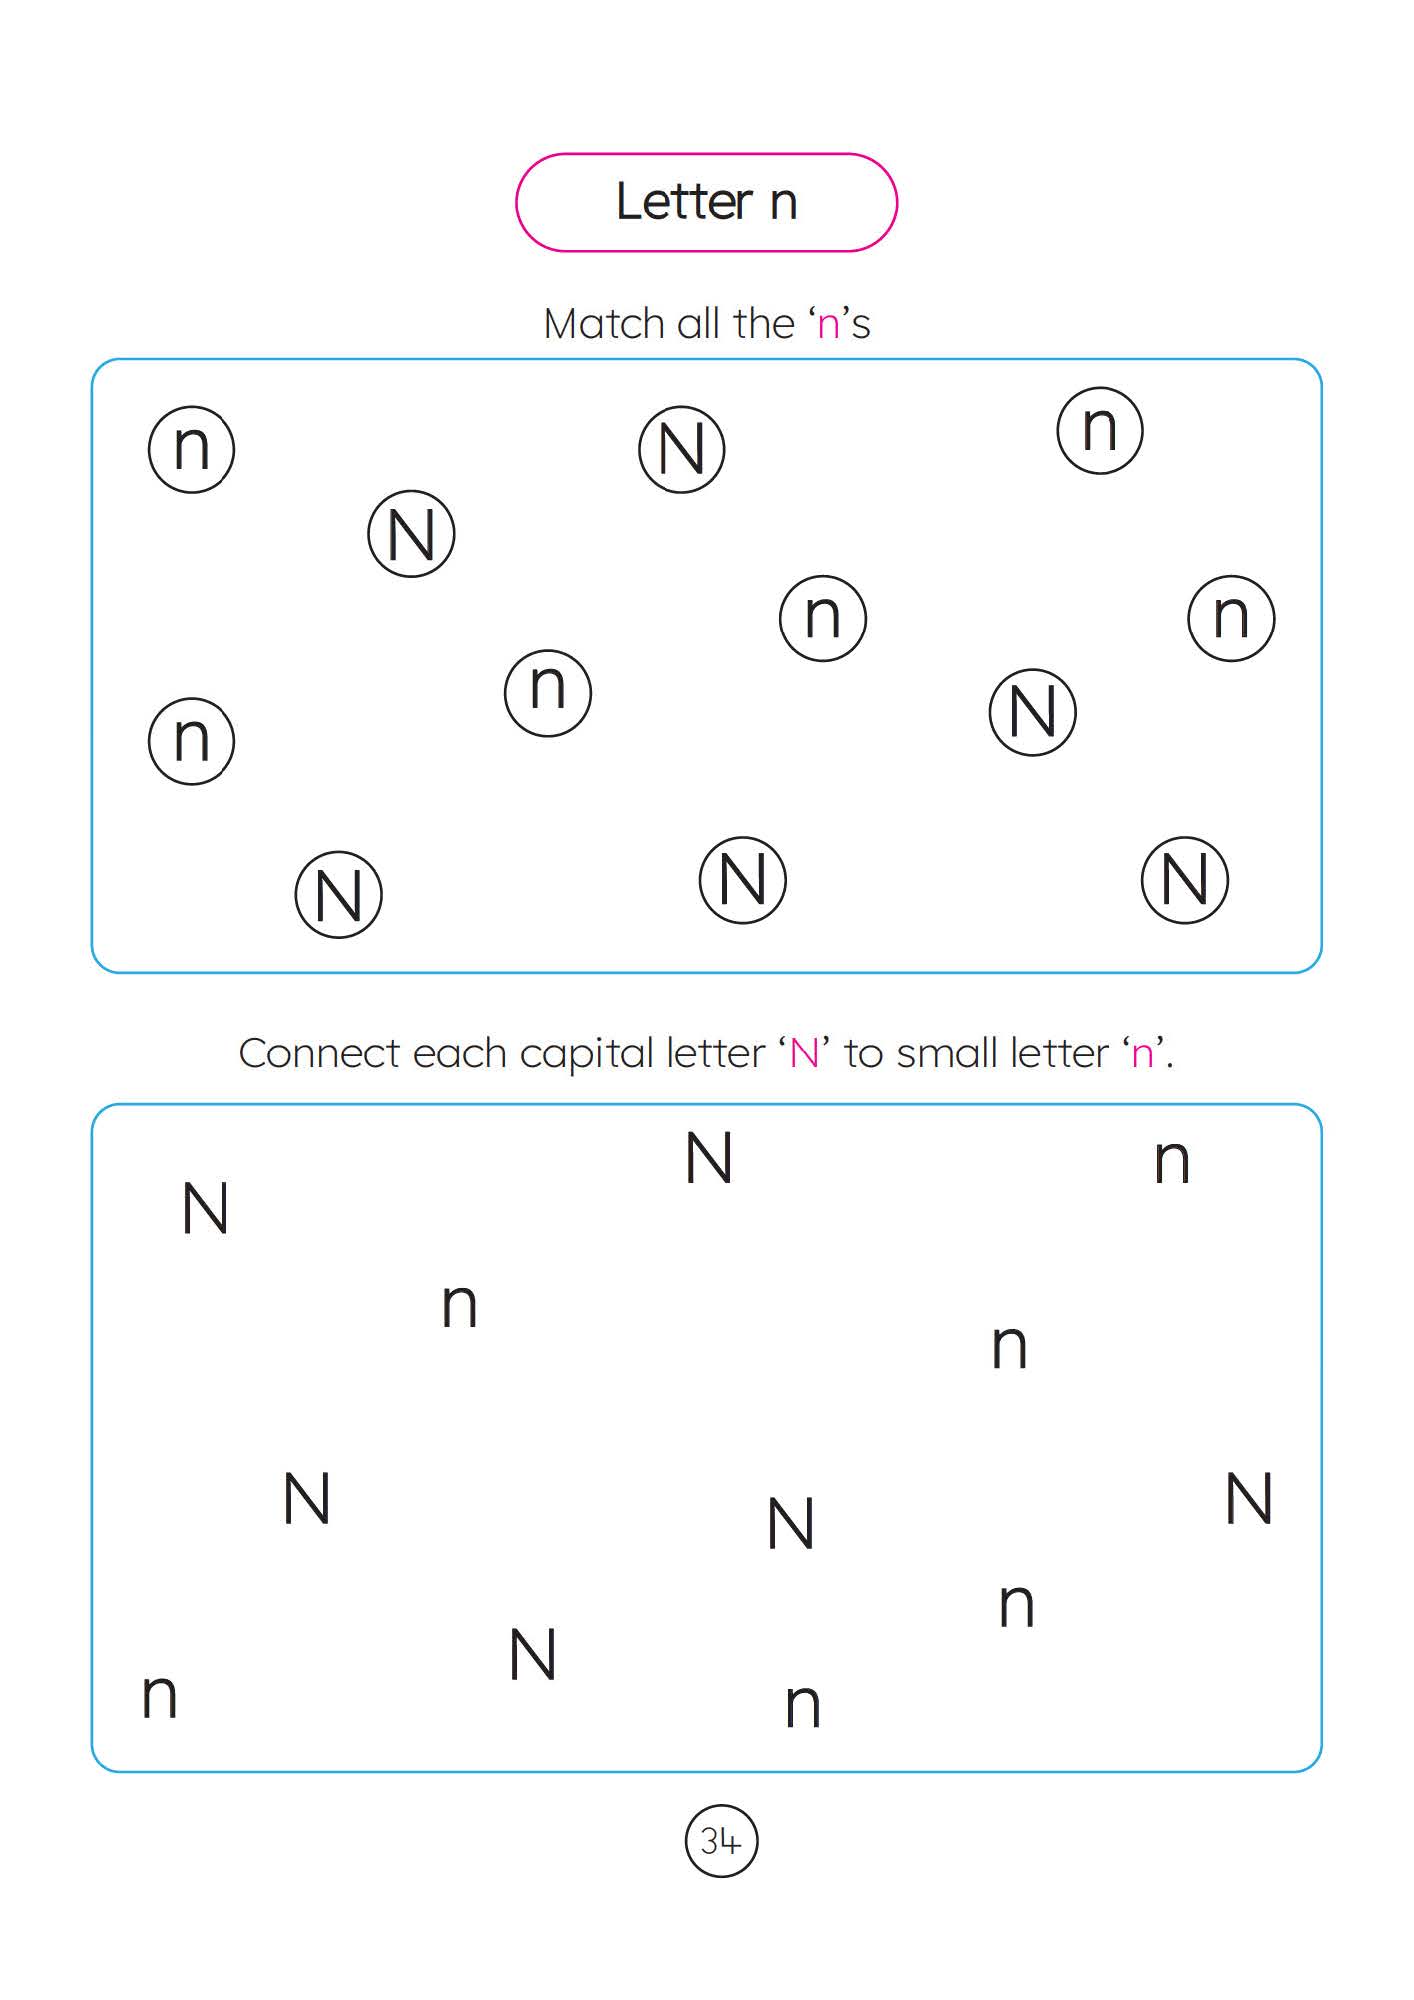 Letter n
Match all the ‘n’s
n N n
N
n n
n N
n
N N N
Connect each capital letter ‘N’ to small letter ‘n’.
N n
N
n
n
N N N
n
N
n n
34